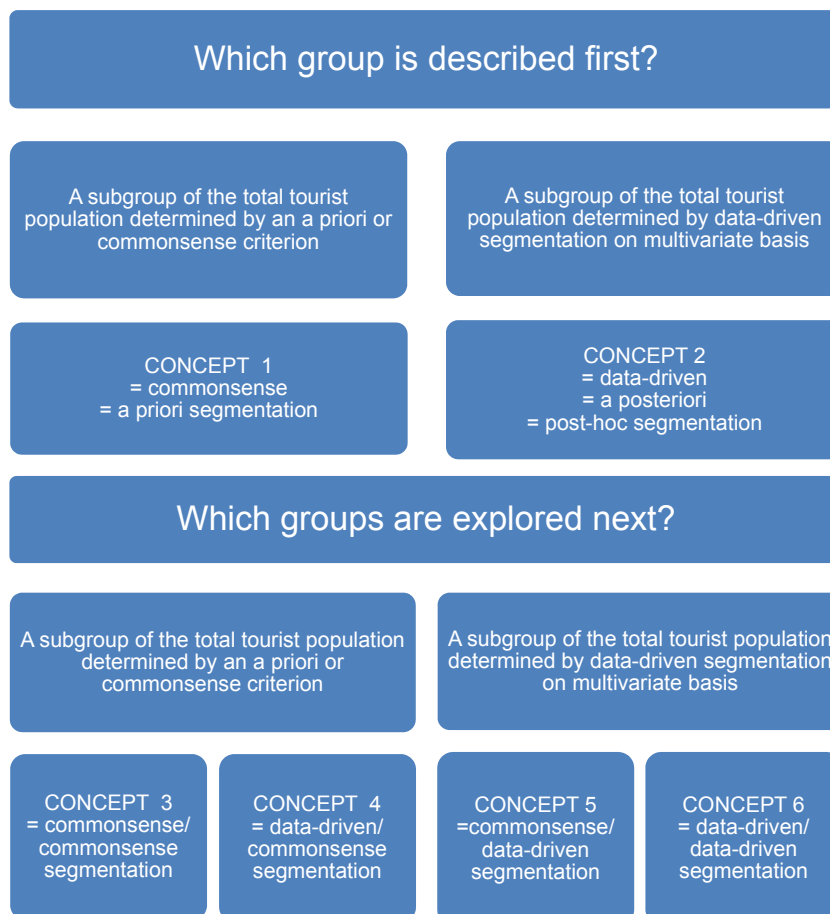 Which group is described first?
A subgroup of the total tourist
population determined by an a priori or
commonsense criterion
A subgroup of the total tourist
population determined by data-driven
segmentation on multivariate basis
CONCEPT 1
= commonsense
= a priori segmentation
CONCEPT 2
= data-driven
= a posteriori
= post-hoc segmentation
Which groups are explored next?
A subgroup of the total tourist population
determined by an a priori or
commonsense criterion
A subgroup of the total tourist population
determined by data-driven segmentation
on multivariate basis
CONCEPT 3
= commonsense/
commonsense
segmentation
CONCEPT 4
= data-driven/
commonsense
segmentation
CONCEPT 5
=commonsense/
data-driven
segmentation
CONCEPT 6
= data-driven/
data-driven
segmentation